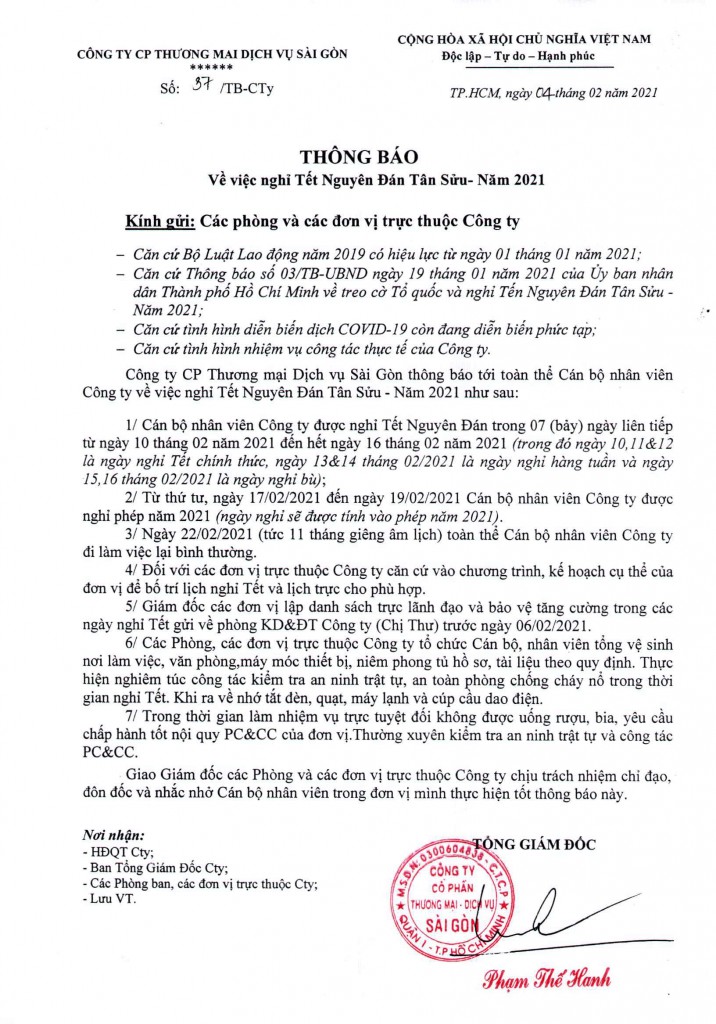 CÔNG TY CP THƯƠNG MẠI DỊCH VỤ SÀI GÒN
******
Số: 37 /TB-CTy
CỘNG HÒA XÃ HỘI CHỦ NGHĨA VIỆT NAM
Độc lập – Tự do – Hạnh phúc
TP.HCM, ngày 04 tháng 02 năm 2021
THÔNG BÁO
Về việc nghỉ Tết Nguyên Đán Tân Sửu- Năm 2021
Kính gửi: Các phòng và các đơn vị trực thuộc Công ty
– Căn cứ Bộ Luật Lao động năm 2019 có hiệu lực từ ngày 01 tháng 01 năm 2021;
– Căn cứ Thông báo số 03/TB-UBND ngày 19 tháng 01 năm 2021 của Ủy ban nhân
dân Thành phố Hồ Chí Minh về treo cờ Tổ quốc và nghỉ Tến Nguyên Đán Tân Sửu -
Năm 2021;
– Căn cứ tình hình diễn biến dịch COVID-19 còn đang diễn biến phức tạp;
– Căn cứ tình hình nhiệm vụ công tác thực tế của Công ty.
Công ty CP Thương mại Dịch vụ Sài Gòn thông báo tới toàn thể Cán bộ nhân viên
Công ty về việc nghỉ Tết Nguyên Đán Tân Sửu - Năm 2021 như sau:
1/ Cán bộ nhân viên Công ty được nghỉ Tết Nguyên Đán trong 07 (bảy) ngày liên tiếp
từ ngày 10 tháng 02 năm 2021 đến hết ngày 16 tháng 02 năm 2021 (trong đó ngày 10,11&12
là ngày nghỉ Tết chính thức, ngày 13&14 tháng 02/2021 là ngày nghỉ hàng tuần và ngày
15,16 tháng 02/2021 là ngày nghỉ bù);
2/ Từ thứ tư, ngày 17/02/2021 đến ngày 19/02/2021 Cán bộ nhân viên Công ty được
nghỉ phép năm 2021 (ngày nghỉ sẽ được tính vào phép năm 2021).
3/ Ngày 22/02/2021 (tức 11 tháng giêng âm lịch) toàn thể Cán bộ nhân viên Công ty
đi làm việc lại bình thường.
4/ Đối với các đơn vị trực thuộc Công ty căn cứ vào chương trình, kế hoạch cụ thể của
đơn vị để bố trí lịch nghỉ Tết và lịch trực cho phù hợp.
5/ Giám đốc các đơn vị lập danh sách trực lãnh đạo và bảo vệ tăng cường trong các
ngày nghỉ Tết gửi về phòng KD&ĐT Công ty (Chị Thư) trước ngày 06/02/2021.
6/ Các Phòng, các đơn vị trực thuộc Công ty tổ chức Cán bộ, nhân viên tổng vệ sinh
nơi làm việc, văn phòng,máy móc thiết bị, niêm phong tủ hồ sơ, tài liệu theo quy định. Thực
hiện nghiêm túc công tác kiểm tra an ninh trật tự, an toàn phòng chống cháy nổ trong thời
gian nghỉ Tết. Khi ra về nhớ tắt đèn, quạt, máy lạnh và cúp cầu dao điện.
7/ Trong thời gian làm nhiệm vụ trực tuyệt đối không được uống rượu, bia, yêu cầu
chấp hành tốt nội quy PC&CC của đơn vị.Thường xuyên kiểm tra an ninh trật tự và công tác
PC&CC.
Giao Giám đốc các Phòng và các đơn vị trực thuộc Công ty chịu trách nhiệm chỉ đạo,
đôn đốc và nhắc nhở Cán bộ nhân viên trong đơn vị mình thực hiện tốt thông báo này.
Nơi nhận:
- HĐQT Cty;
- Ban Tổng Giám Đốc Cty;
- Các Phòng ban, các đơn vị trực thuộc Cty;
- Lưu VT.
TỔNG GIÁM ĐỐC
M.S.D.N: 0300604838 - C.T.C.P
CÔNG TY
CỔ PHẦN
THƯƠNG MẠI - DỊCH VỤ
SÀI GÒN
QUẬN 1 - T.P HỒ CHÍ MINH
Phạm Thế Hanh